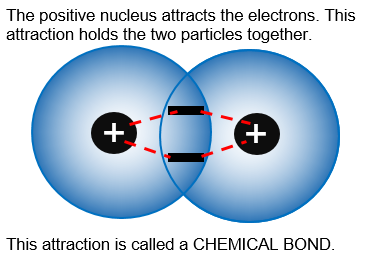 The positive nucleus attracts the electrons. This
attraction holds the two particles together.
+ +
This attraction is called a CHEMICAL BOND.